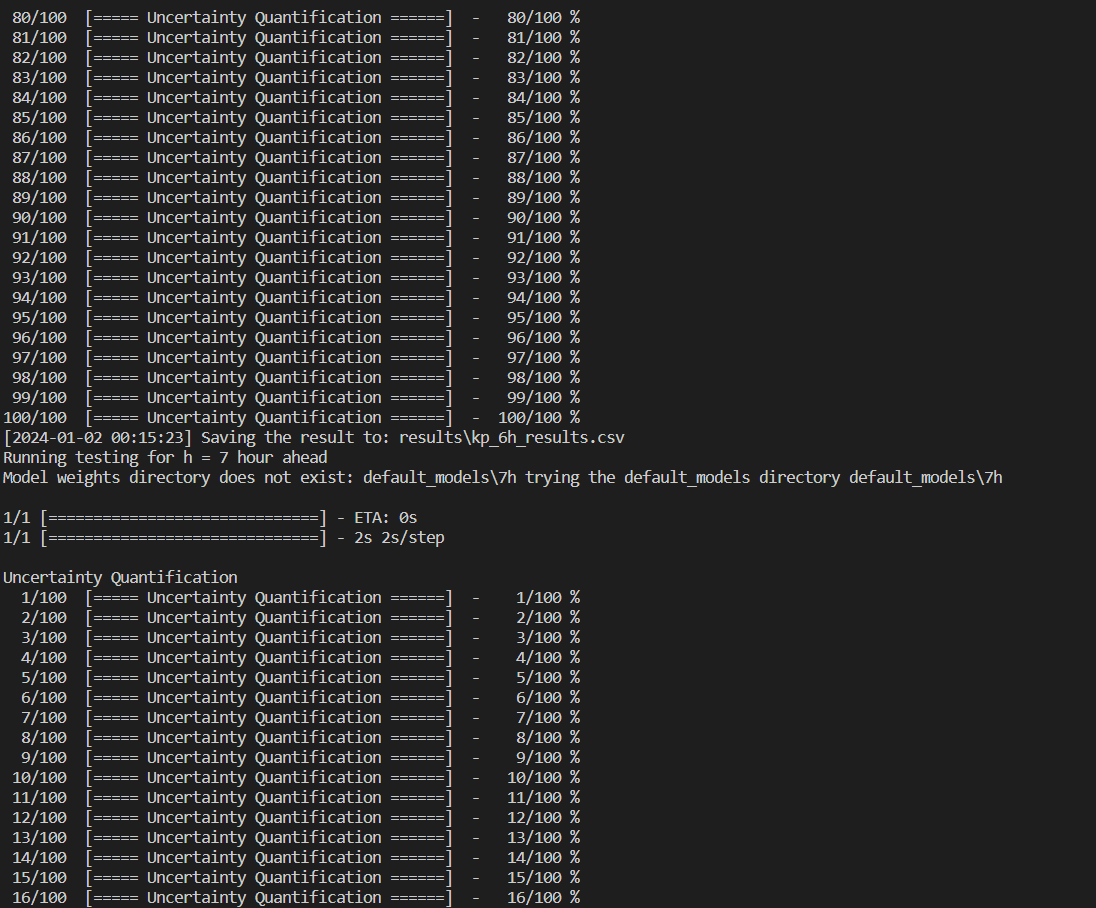 80/100 [===== Uncertainty Quantification ======] - 80/100 %
81/100 [===== Uncertainty Quantification ======] - 81/100 %
82/100 [===== Uncertainty Quantification ======] - 82/100 %
83/100 [===== Uncertainty Quantification ======] - 83/100 %
84/100 [===== Uncertainty Quantification ======] - 84/100 %
85/100 [===== Uncertainty Quantification ======] - 85/100 %
86/100 [===== Uncertainty Quantification ======] - 86/100 %
87/100 [===== Uncertainty Quantification ======] - 87/100 %
88/100 [===== Uncertainty Quantification ======] - 88/100 %
89/100 [===== Uncertainty Quantification ======] - 89/100 %
90/100 [===== Uncertainty Quantification ======] - 90/100 %
91/100 [===== Uncertainty Quantification ======] - 91/100 %
92/100 [===== Uncertainty Quantification ======] - 92/100 %
93/100 [===== Uncertainty Quantification ======] - 93/100 %
94/100 [===== Uncertainty Quantification ======] - 94/100 %
95/100 [===== Uncertainty Quantification ======] - 95/100 %
96/100 [===== Uncertainty Quantification ======] - 96/100 %
97/100 [===== Uncertainty Quantification ======] - 97/100 %
98/100 [===== Uncertainty Quantification ======] - 98/100 %
99/100 [===== Uncertainty Quantification ======] - 99/100 %
100/100 [===== Uncertainty Quantification ======] - 100/100 %
[2024-01-02 00:15:23] Saving the result to: results\kp_6h_results.csv
Running testing for h = 7 hour ahead
Model weights directory does not exist: default_models\7h trying the default_models directory default_models\7h
1/1 [==============================] - ETA: 0s
1/1 [==============================] - 2s 2s/step
Uncertainty Quantification
1/100 [===== Uncertainty Quantification ======] - 1/100 %
2/100 [===== Uncertainty Quantification ======] - 2/100 %
3/100 [===== Uncertainty Quantification ======] - 3/100 %
4/100 [===== Uncertainty Quantification ======] - 4/100 %
5/100 [===== Uncertainty Quantification ======] - 5/100 %
6/100 [===== Uncertainty Quantification ======] - 6/100 %
7/100 [===== Uncertainty Quantification ======] - 7/100 %
8/100 [===== Uncertainty Quantification ======] - 8/100 %
9/100 [===== Uncertainty Quantification ======] - 9/100 %
10/100 [===== Uncertainty Quantification ======] - 10/100 %
11/100 [===== Uncertainty Quantification ======] - 11/100 %
12/100 [===== Uncertainty Quantification ======] - 12/100 %
13/100 [===== Uncertainty Quantification ======] - 13/100 %
14/100 [===== Uncertainty Quantification ======] - 14/100 %
15/100 [===== Uncertainty Quantification ======] - 15/100 %
16/100 [===== Uncertainty Quantification ======] - 16/100 %